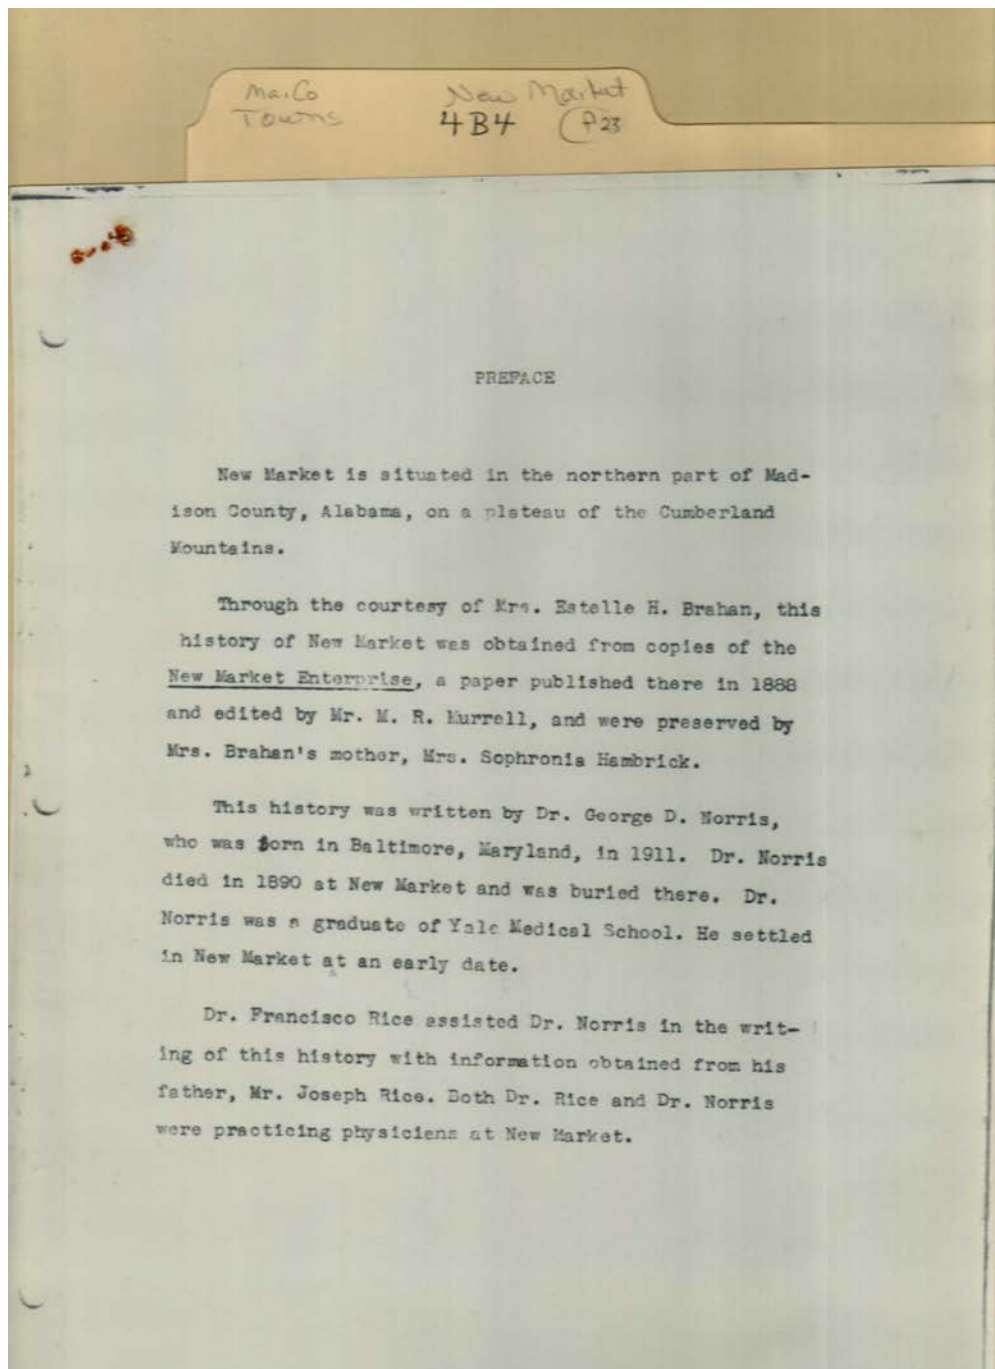 Ma. Co New Market
Towns 4B4 (P23
PREFACE
New Market is situated in the northern part of Mad-
ison County, Alabama, on a plateau of the Cumberland
Mountains.
Through the courtesy of Mrs. Estelle H. Brahan, this
history of New Market was obtained from copies of the
New Market Enterprise, a paper published there in 1888
and edited by Mr. M. R. Murrell, and were preserved by
Mrs. Brahan's mother, Mrs. Sophronia Hambrick.
This history was written by Dr. George D. Norris,
who was born in Baltimore, Maryland, in 1911. Dr. Norris
died in 1890 at New Market and was buried there. Dr.
Norris was a graduate of Yale Medical School. He settled
in New Market at an early date.
Dr. Francisco Rice assisted Dr. Norris in the writ-
ing of this history with information obtained from his
father, Mr. Joseph Rice. Both Dr. Rice and Dr. Norris
were practicing physicians at New Market.